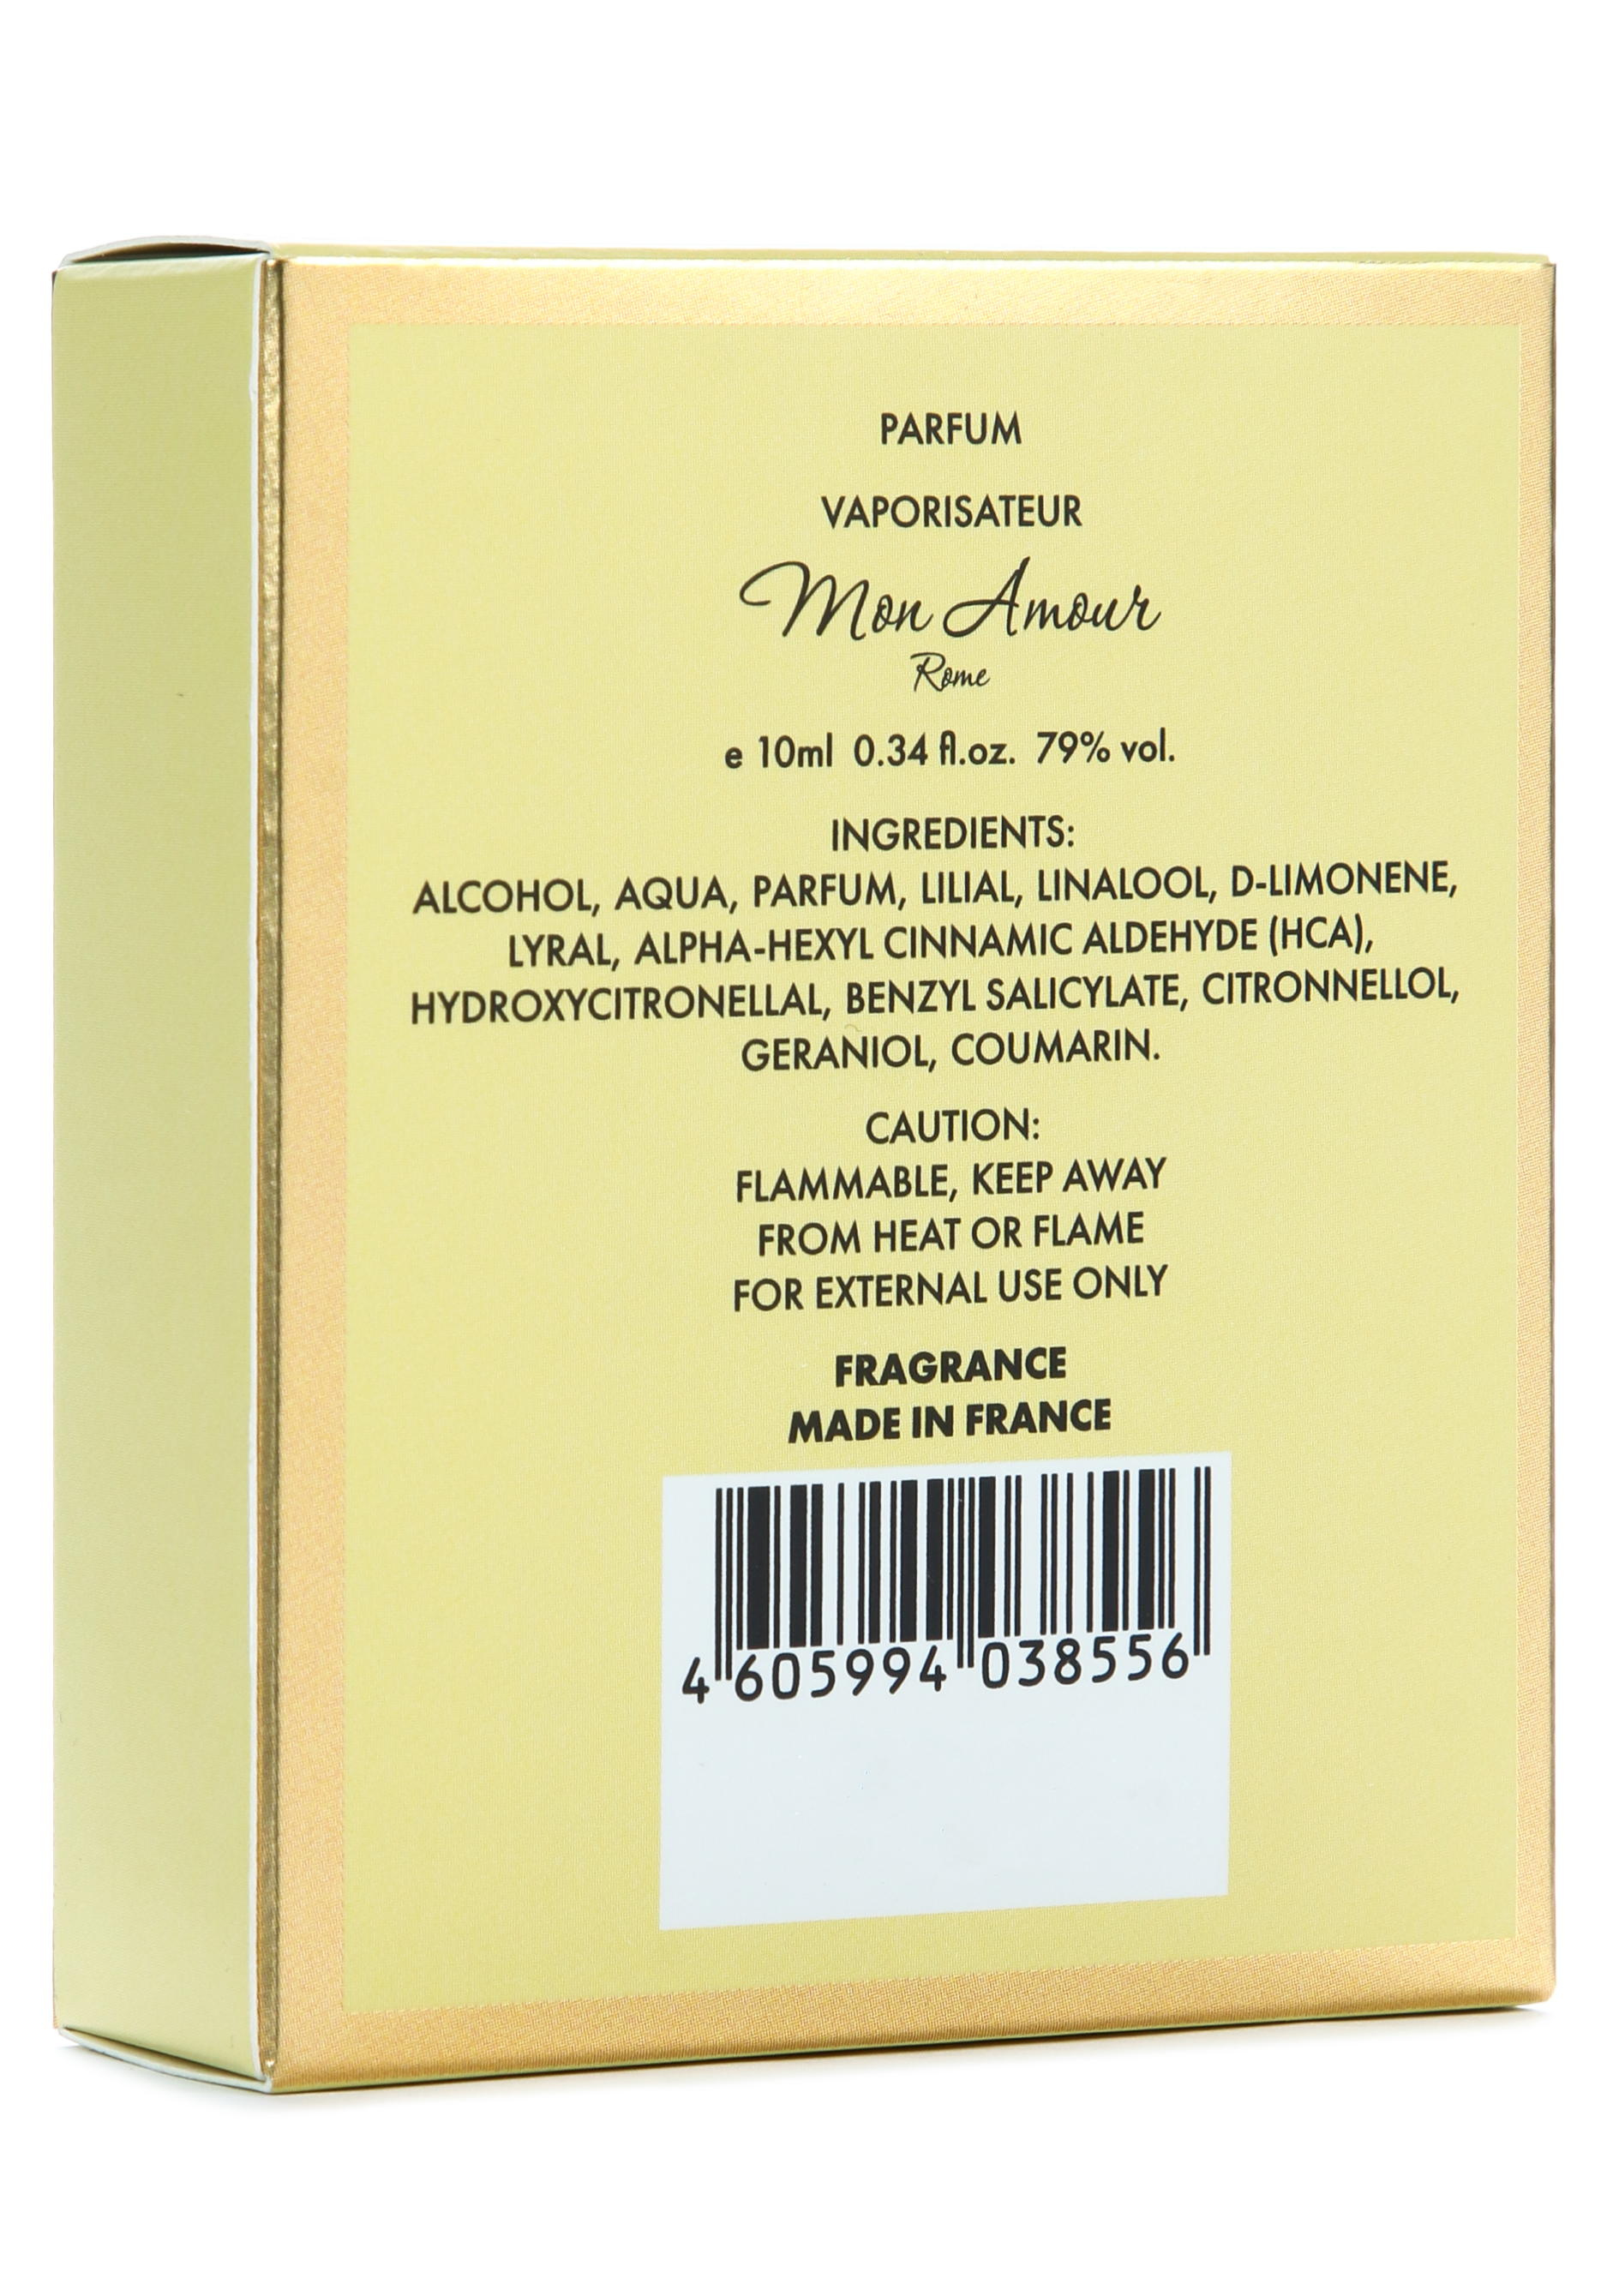 PARFUM
VAPORISATEUR
Mon Amour
Rome
e 10ml 0.34 fl.oz. 79% vol.
INGREDIENTS:
ALCOHOL, AQUA, PARFUM, LILIAL, LINALOOL, D-LIMONENE,
LYRAL, ALPHA-HEXYL CINNAMIC ALDEHYDE (HCA),
HYDROXYCITRONELLAL, BENZYL SALICYLATE, CITRONNELLOL,
GERANIOL, COUMARIN.
CAUTION:
FLAMMABLE, KEEP AWAY
FROM HEAT OR FLAME
FOR EXTERNAL USE ONLY
FRAGRANCE
MADE IN FRANCE
4 605994 038556